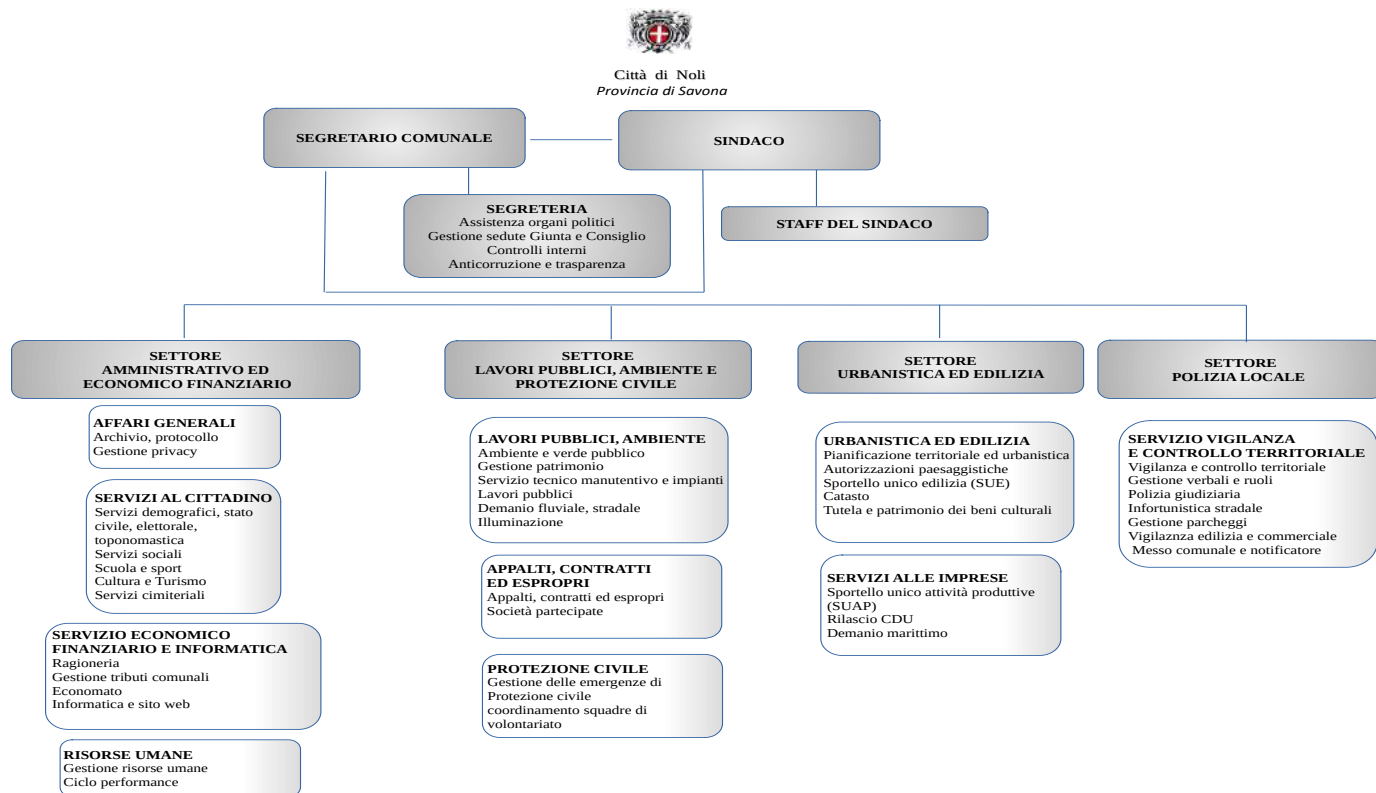 Città di Noli
Provincia di Savona
SEGRETARIO COMUNALE
SINDACO
SEGRETERIA
Assistenza organi politici
Gestione sedute Giunta e Consiglio
Controlli interni
Anticorruzione e trasparenza
STAFF DEL SINDACO
SETTORE
AMMINISTRATIVO ED
ECONOMICO FINANZIARIO
AFFARI GENERALI
Archivio, protocollo
Gestione privacy
SERVIZI AL CITTADINO
Servizi demografici, stato
civile, elettorale,
toponomastica
Servizi sociali
Scuola e sport
Cultura e Turismo
Servizi cimiteriali
SERVIZIO ECONOMICO
FINANZIARIO E INFORMATICA
Ragioneria
Gestione tributi comunali
Economato
Informatica e sito web
RISORSE UMANE
Gestione risorse umane
Ciclo performance
SETTORE
LAVORI PUBBLICI, AMBIENTE E
PROTEZIONE CIVILE
LAVORI PUBBLICI, AMBIENTE
Ambiente e verde pubblico
Gestione patrimonio
Servizio tecnico manutentivo e impianti
Lavori pubblici
Demanio fluviale, stradale
Illuminazione
APPALTI, CONTRATTI
ED ESPROPRI
Appalti, contratti ed espropri
Società partecipate
PROTEZIONE CIVILE
Gestione delle emergenze di
Protezione civile
coordinamento squadre di
volontariato
SETTORE
URBANISTICA ED EDILIZIA
URBANISTICA ED EDILIZIA
Pianificazione territoriale ed urbanistica
Autorizzazioni paesaggistiche
Sportello unico edilizia (SUE)
Catasto
Tutela e patrimonio dei beni culturali
SERVIZI ALLE IMPRESE
Sportello unico attività produttive
(SUAP)
Rilascio CDU
Demanio marittimo
SETTORE
POLIZIA LOCALE
SERVIZIO VIGILANZA
E CONTROLLO TERRITORIALE
Vigilanza e controllo territoriale
Gestione verbali e ruoli
Polizia giudiziaria
Infortunistica stradale
Gestione parcheggi
Vigilaznza edilizia e commerciale
Messo comunale e notificatore